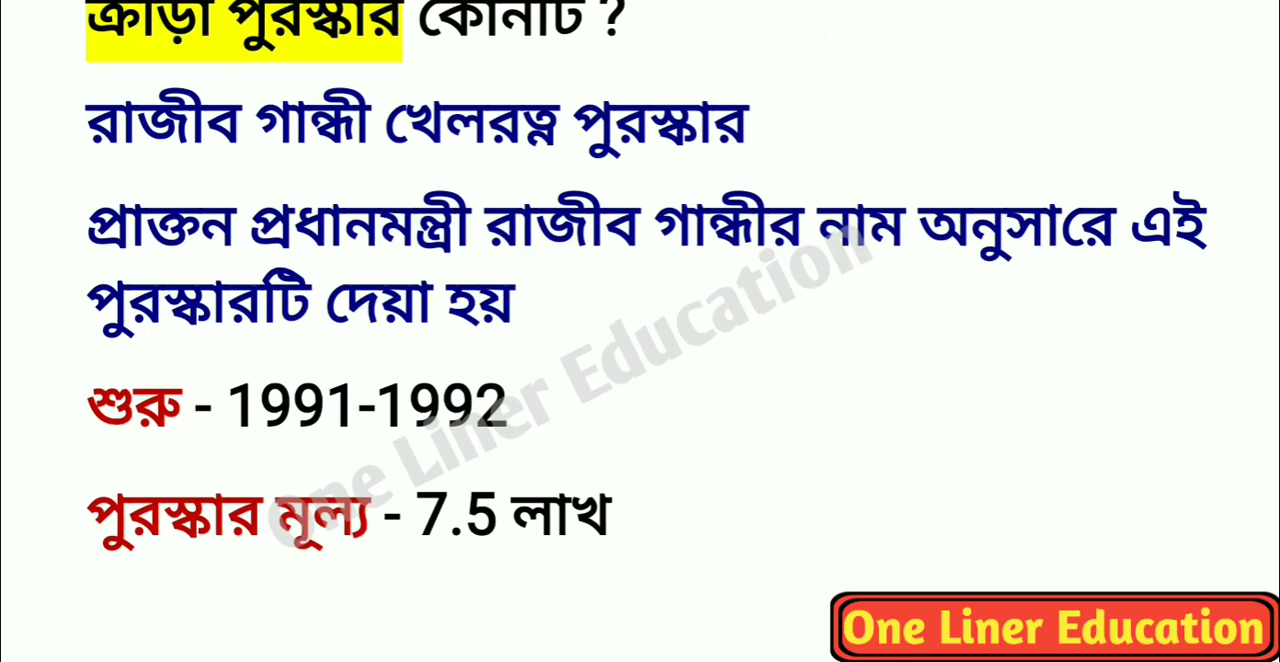 ক্রীড়া পুরস্কার কোনটি ?
রাজীব গান্ধী খেলরত্ন পুরস্কার
প্রাক্তন প্রধানমন্ত্রী রাজীব গান্ধীর নাম অনুসারে এই
পুরস্কারটি দেয়া হয়
শুরু - 1991-1992
পুরস্কার মূল্য - 7.5 লাখ
One Liner Education
One Liner Education